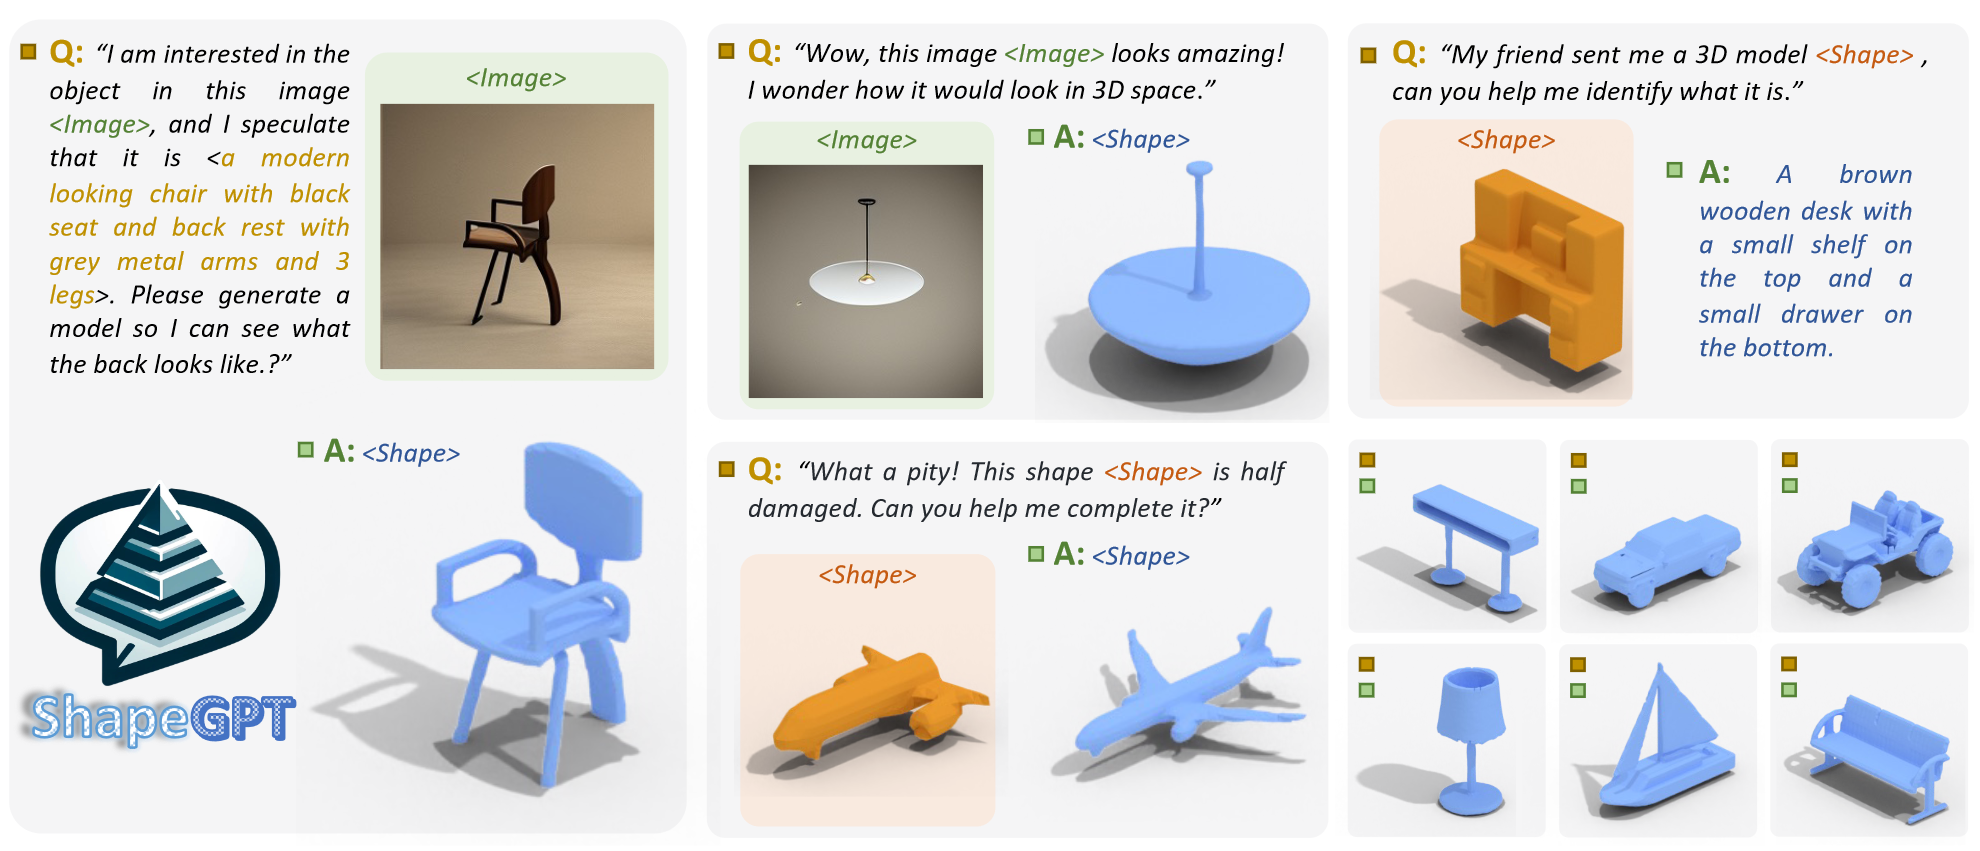 Q: “I am interested in the
object in this image
<Image>, and I speculate
that it is <a modern
looking chair with black
seat and back rest with
grey metal arms and 3
legs>. Please generate a
model so I can see what
the back looks like.?”
<Image>
A: <Shape>
ShapeGPT
Q: “Wow, this image <Image> looks amazing!
I wonder how it would look in 3D space.”
<Image>
A: <Shape>
Q: “What a pity! This shape <Shape> is half
damaged. Can you help me complete it?”
<Shape>
A: <Shape>
Q: “My friend sent me a 3D model <Shape> ,
can you help me identify what it is.”
<Shape>
A: A brown
wooden desk with
a small shelf on
the top and a
small drawer on
the bottom.